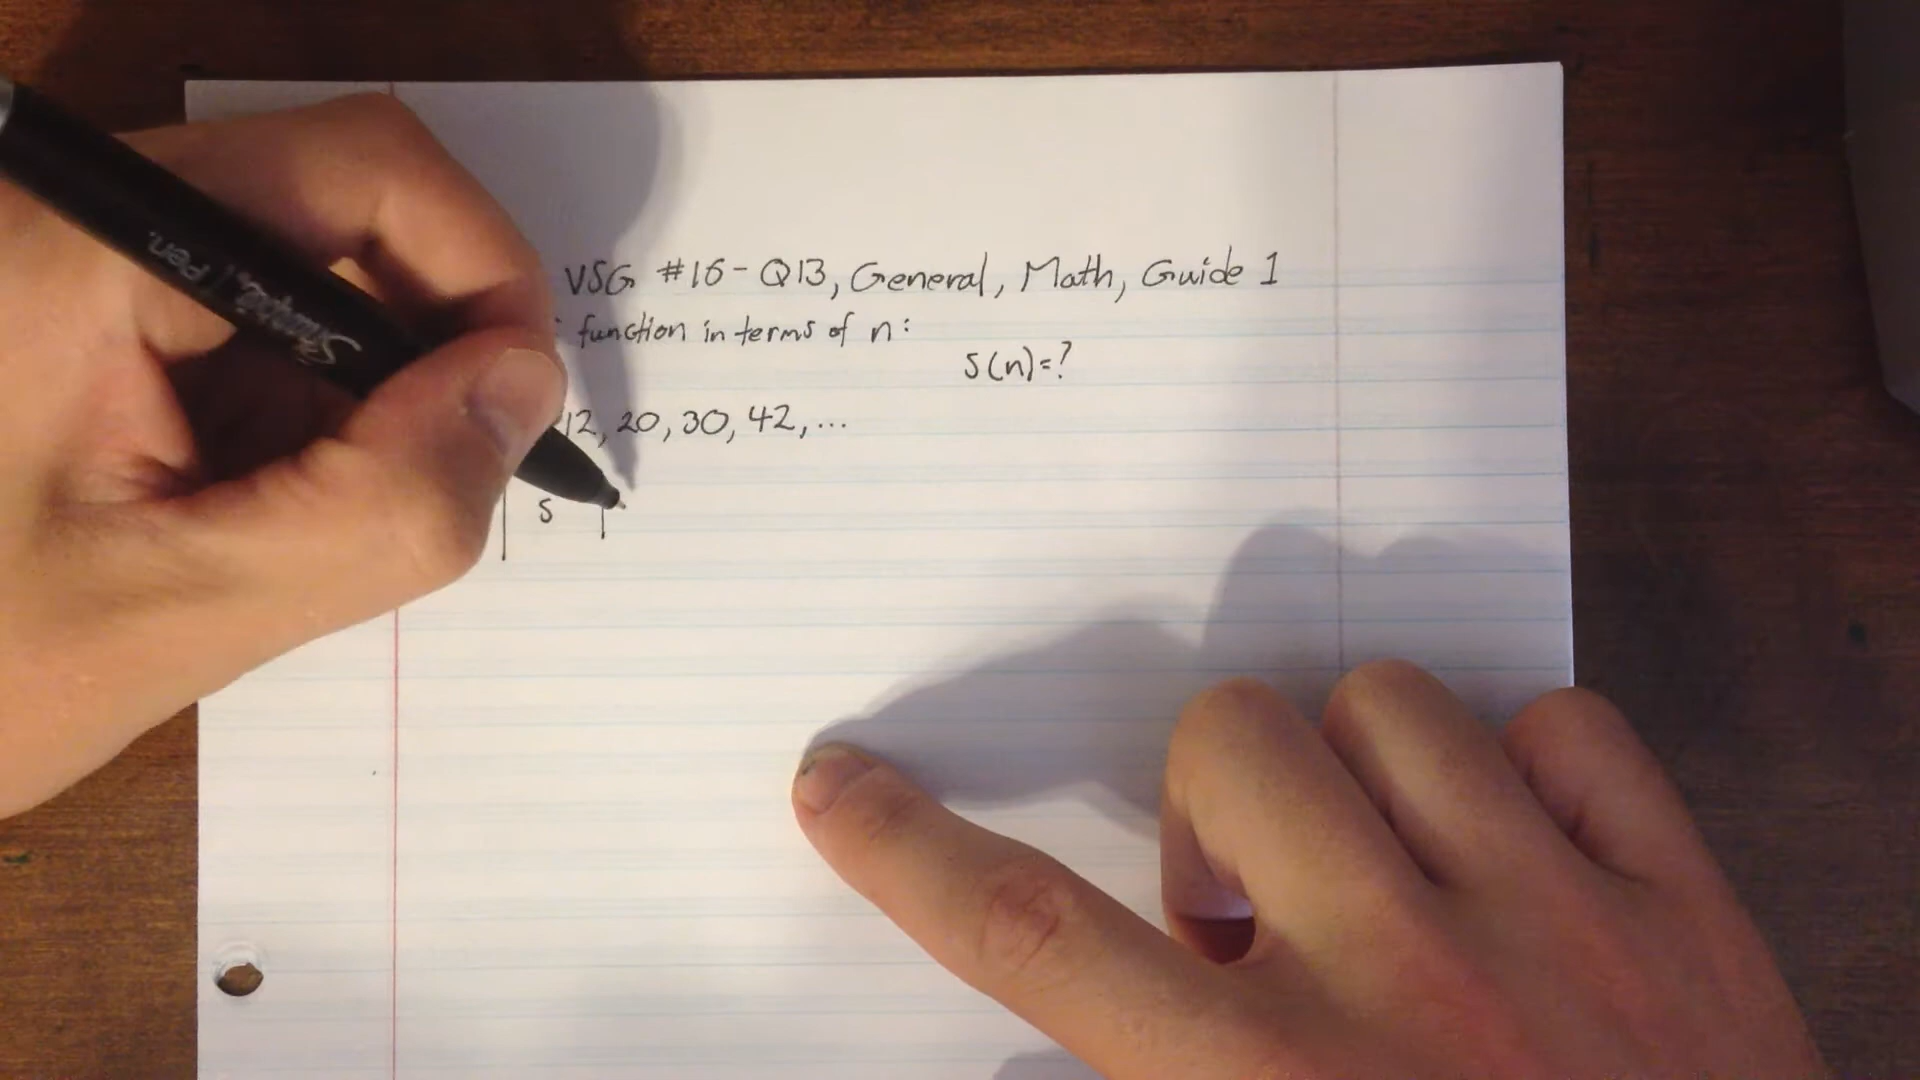 VSG #16 - Q13, General, Math, Guide 1
function in terms of n:
S(n)=?
12, 20, 30, 42, ...
S
Sharpie. Pen.